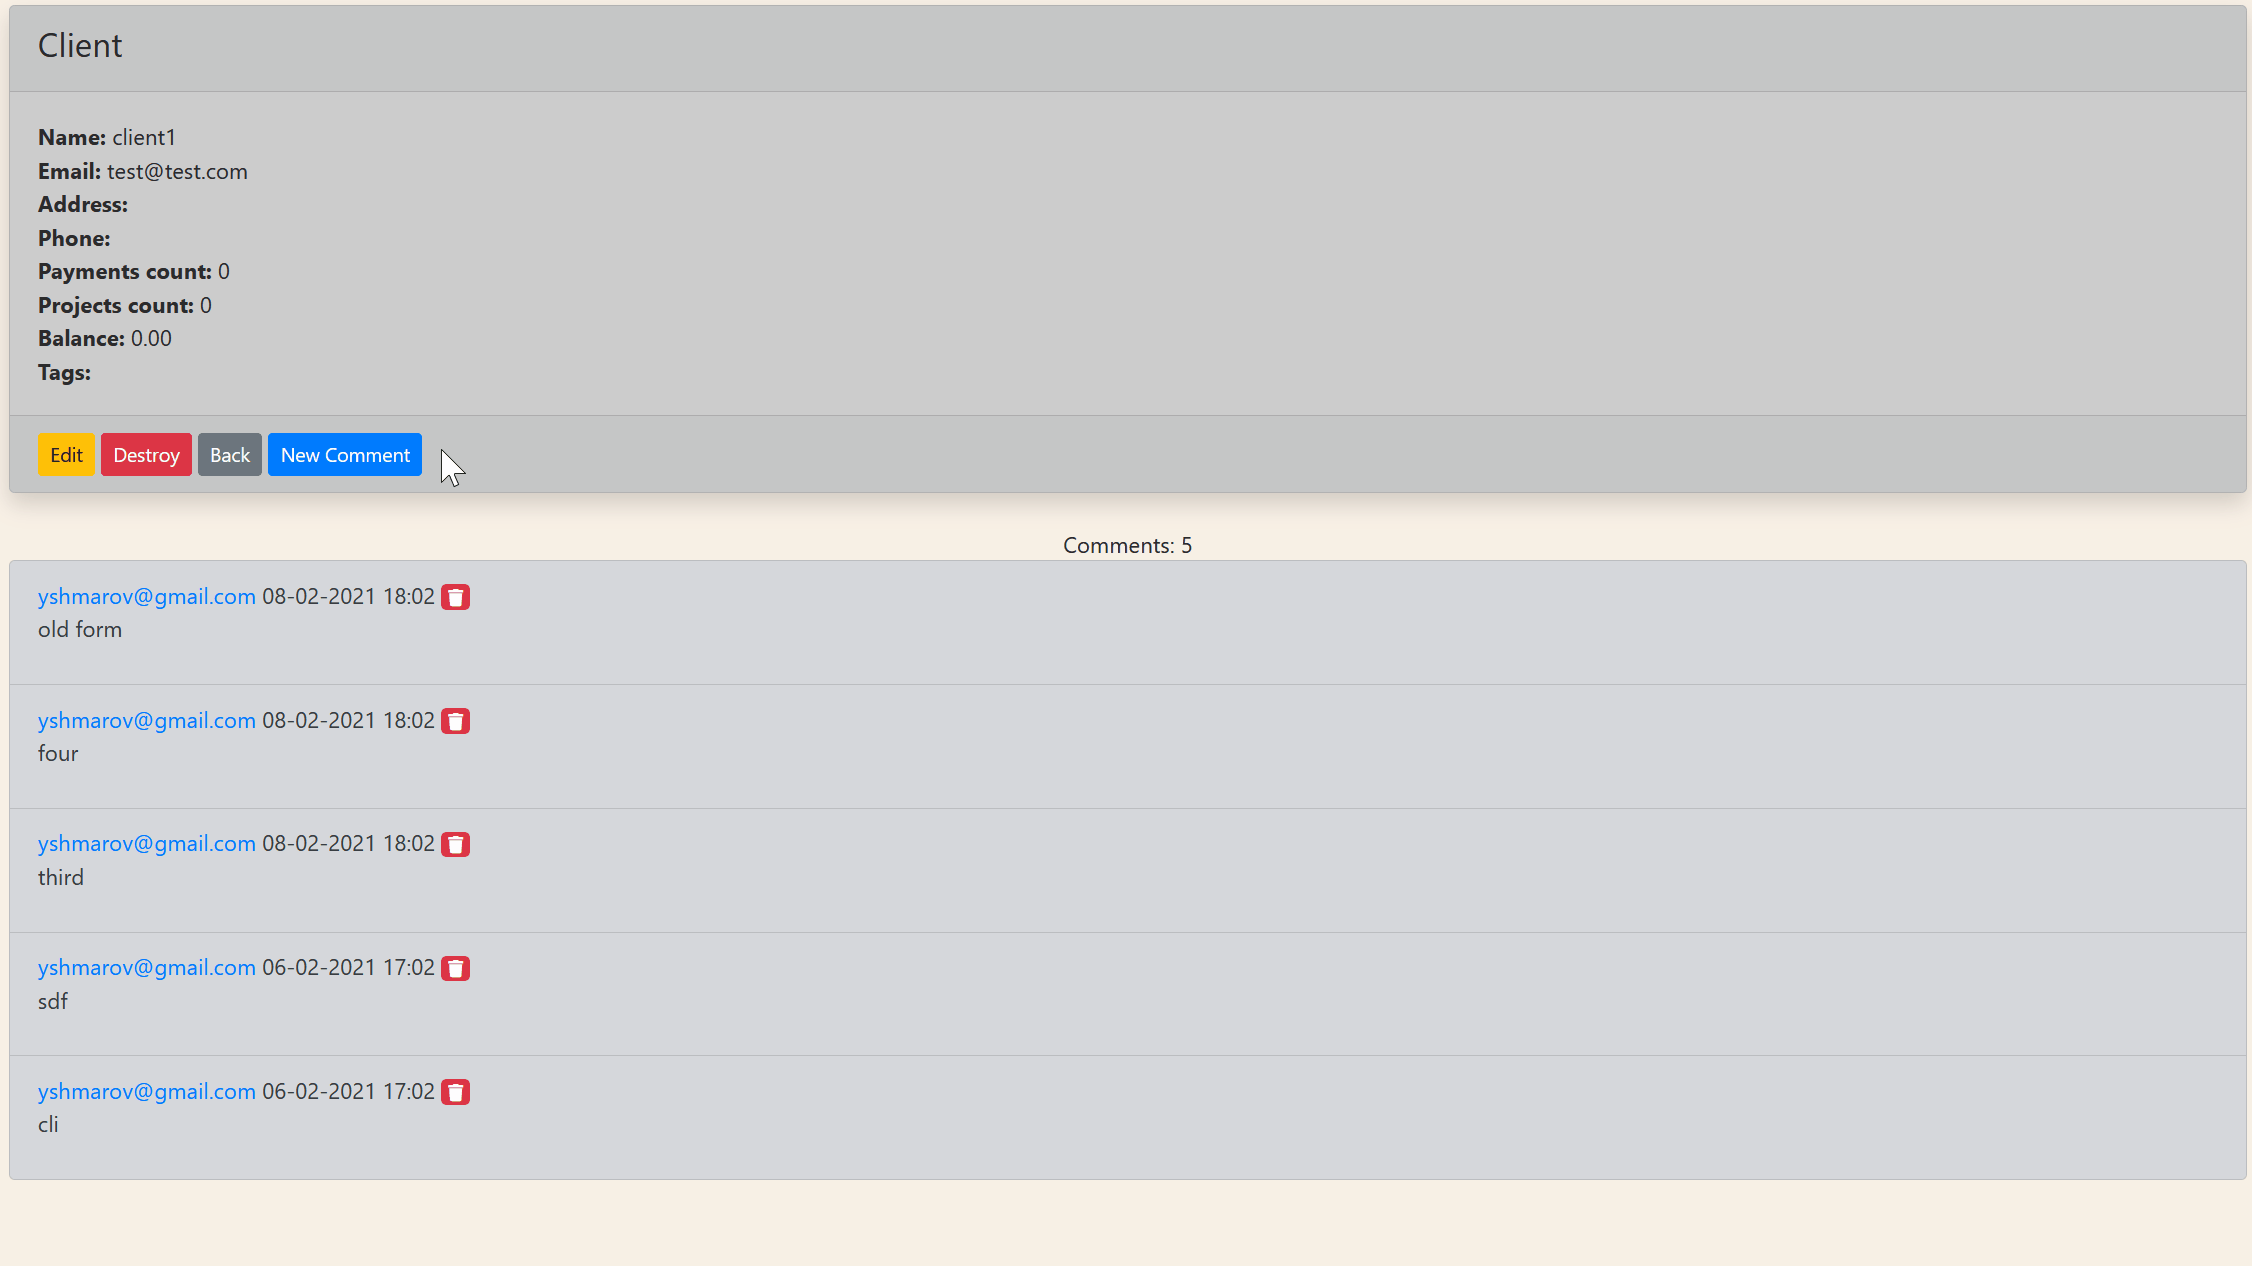 Client
Name: client1
Email: test@test.com
Address:
Phone:
Payments count: 0
Projects count: 0
Balance: 0.00
Tags:
Edit Destroy Back New Comment
Comments: 5
yshmarov@gmail.com 08-02-2021 18:02
old form
yshmarov@gmail.com 08-02-2021 18:02
four
yshmarov@gmail.com 08-02-2021 18:02
third
yshmarov@gmail.com 06-02-2021 17:02
sdf
yshmarov@gmail.com 06-02-2021 17:02
cli